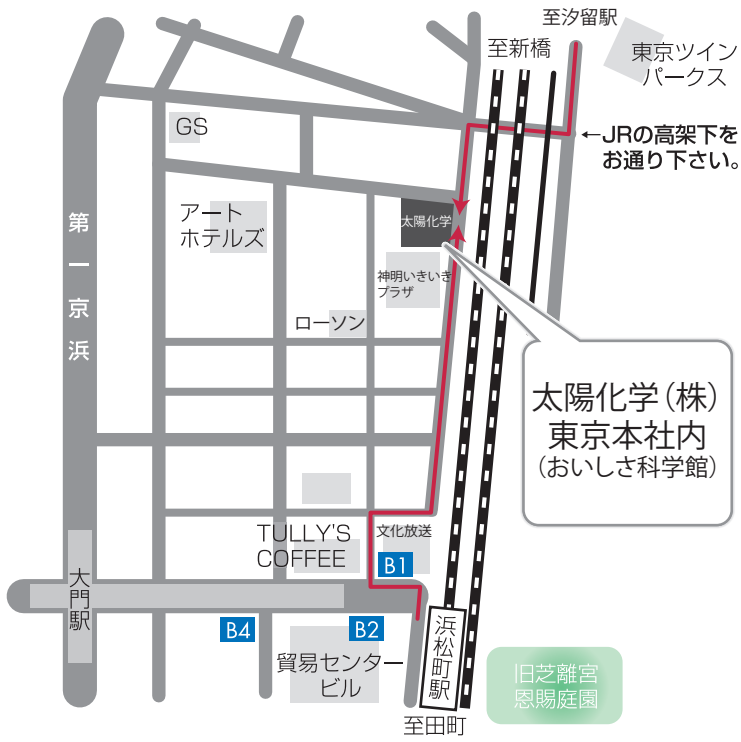 至汐留駅
至新橋
東京ツイン
パークス
GS
←JRの高架下を
お通り下さい。
アート
ホテルズ
太陽化学
第一京浜
神明いきいき
プラザ
ローソン
太陽化学(株)
東京本社内
(おいしさ科学館)
TULLY'S
COFFEE
文化放送
B1
大門駅
B4
B2
浜松町駅
貿易センター
ビル
旧芝離宮
恩賜庭園
至田町